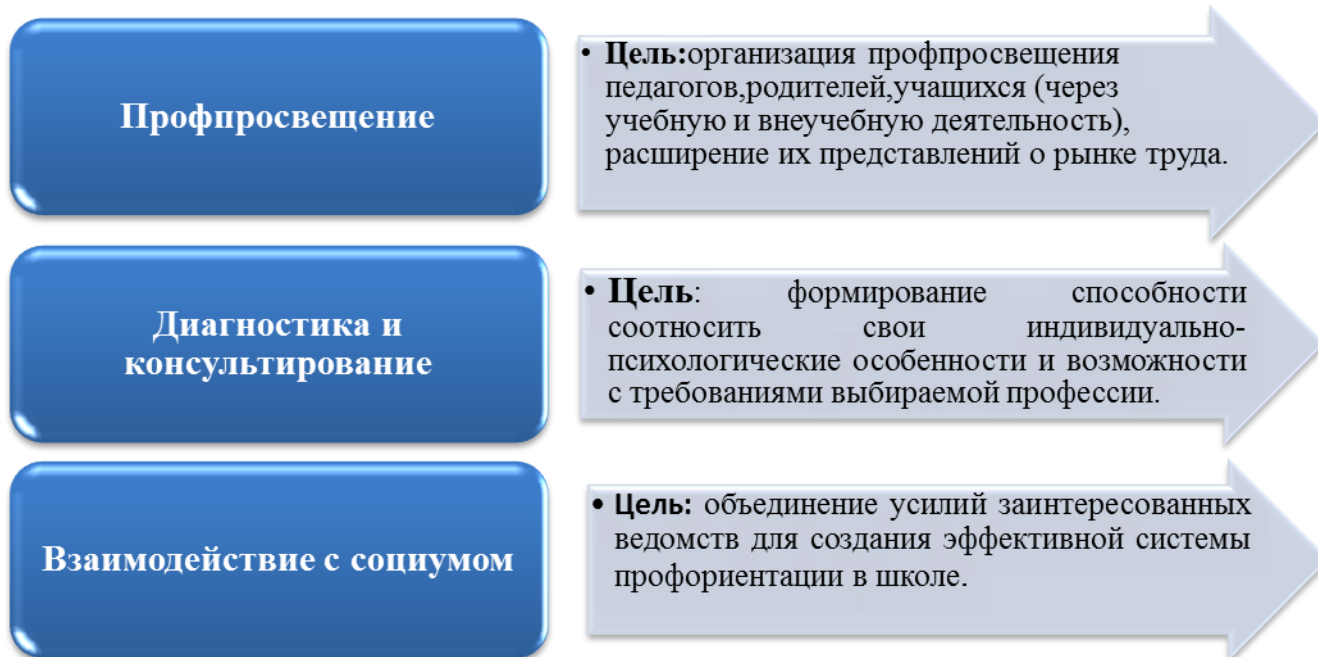 Профпросвещение
• Цель:организация профпросвещения
педагогов,родителей,учащихся (через
учебную и внеучебную деятельность),
расширение их представлений о рынке труда.
Диагностика и
консультирование
• Цель: формирование способности
соотносить свои индивидуально-
психологические особенности и возможности
с требованиями выбираемой профессии.
Взаимодействие с социумом
• Цель: объединение усилий заинтересованных
ведомств для создания эффективной системы
профориентации в школе.